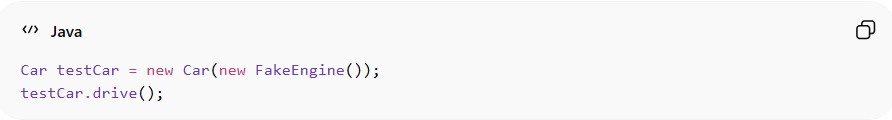 </> Java
Car testCar = new Car(new FakeEngine());
testCar.drive();